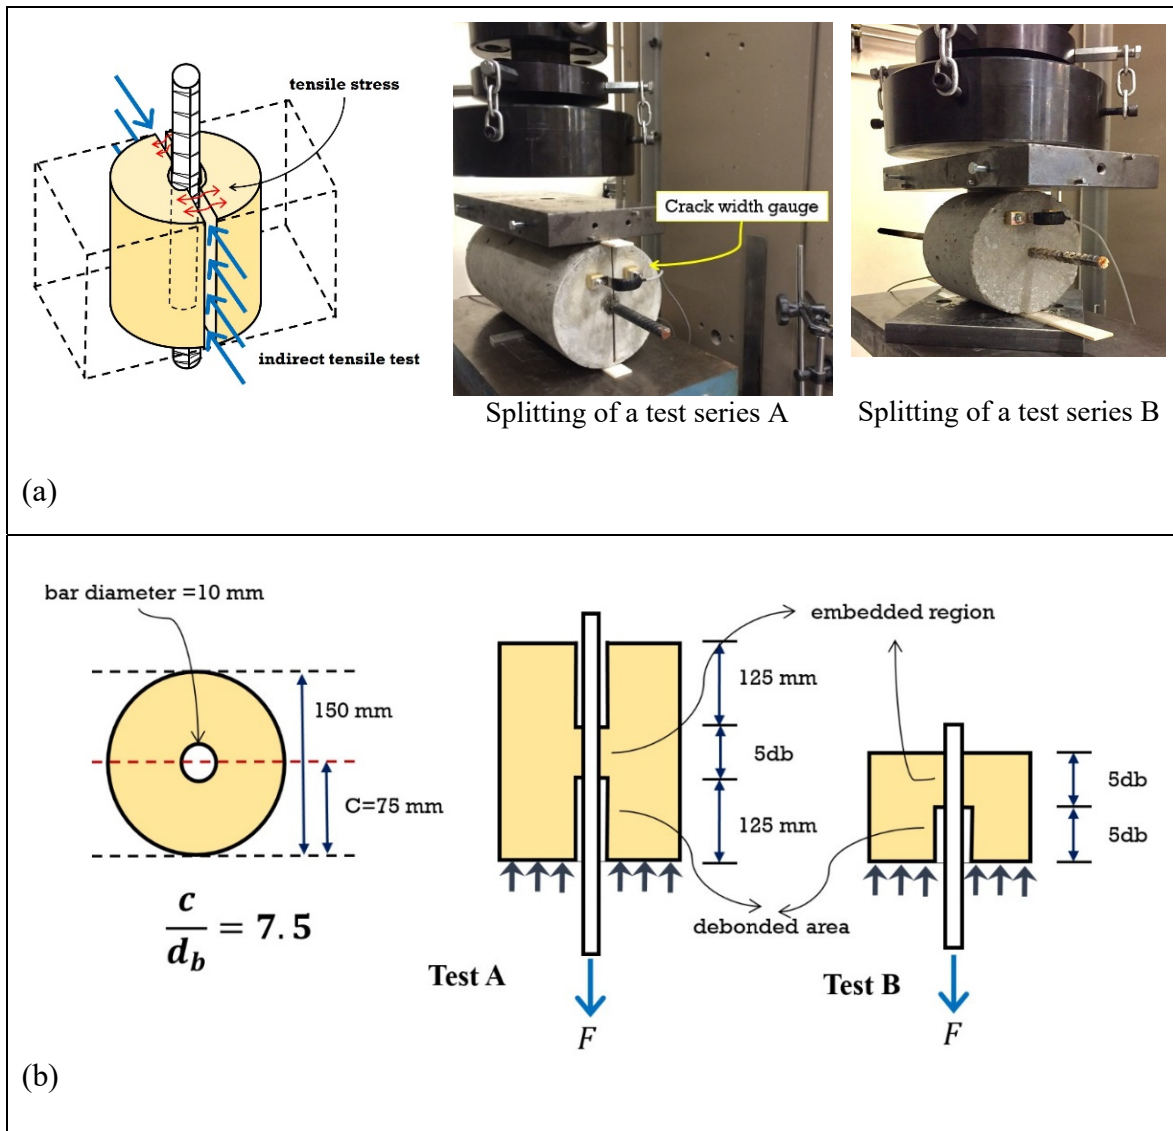 tensile stress
indirect tensile test
Crack width gauge
Splitting of a test series A
Splitting of a test series B
(a)
bar diameter =10 mm
150 mm
C=75 mm
c/d_b = 7.5
embedded region
125 mm
5db
125 mm
5db
5db
debonded area
Test A
F
Test B
F
(b)